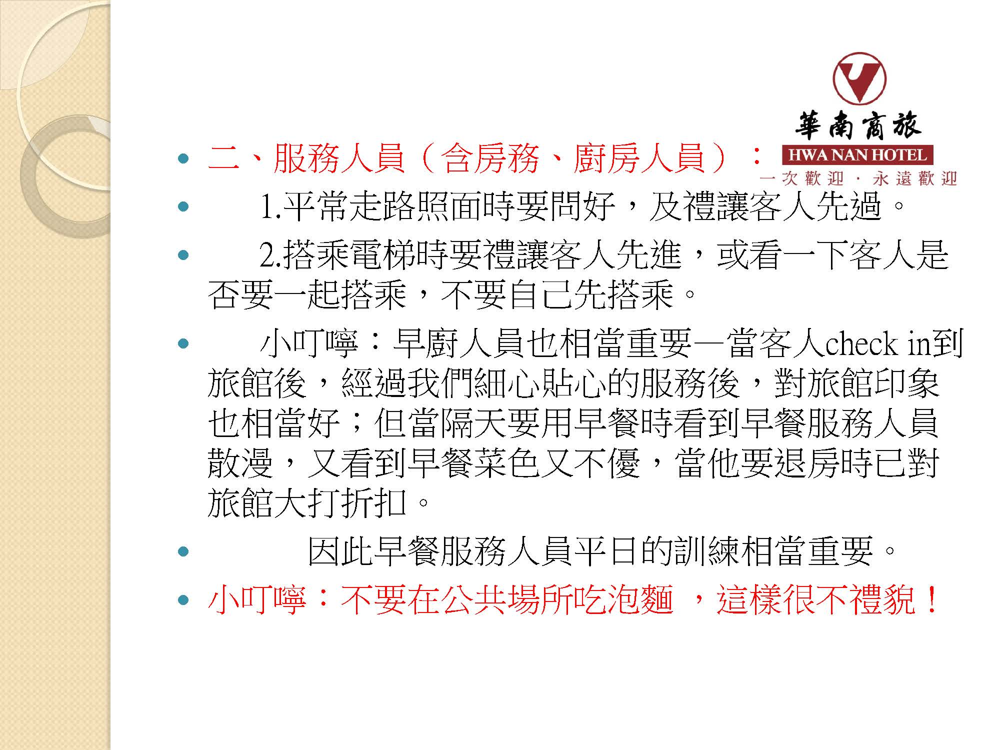 華南商旅
HWA NAN HOTEL
一次歡迎．永遠歡迎
二、服務人員（含房務、廚房人員）：
1.平常走路照面時要問好，及禮讓客人先過。
2.搭乘電梯時要禮讓客人先進，或看一下客人是
否要一起搭乘，不要自己先搭乘。
小叮嚀：早廚人員也相當重要—當客人check in到
旅館後，經過我們細心貼心的服務後，對旅館印象
也相當好；但當隔天要用早餐時看到早餐服務人員
散漫，又看到早餐菜色又不優，當他要退房時已對
旅館大打折扣。
因此早餐服務人員平日的訓練相當重要。
小叮嚀：不要在公共場所吃泡麵 ，這樣很不禮貌！